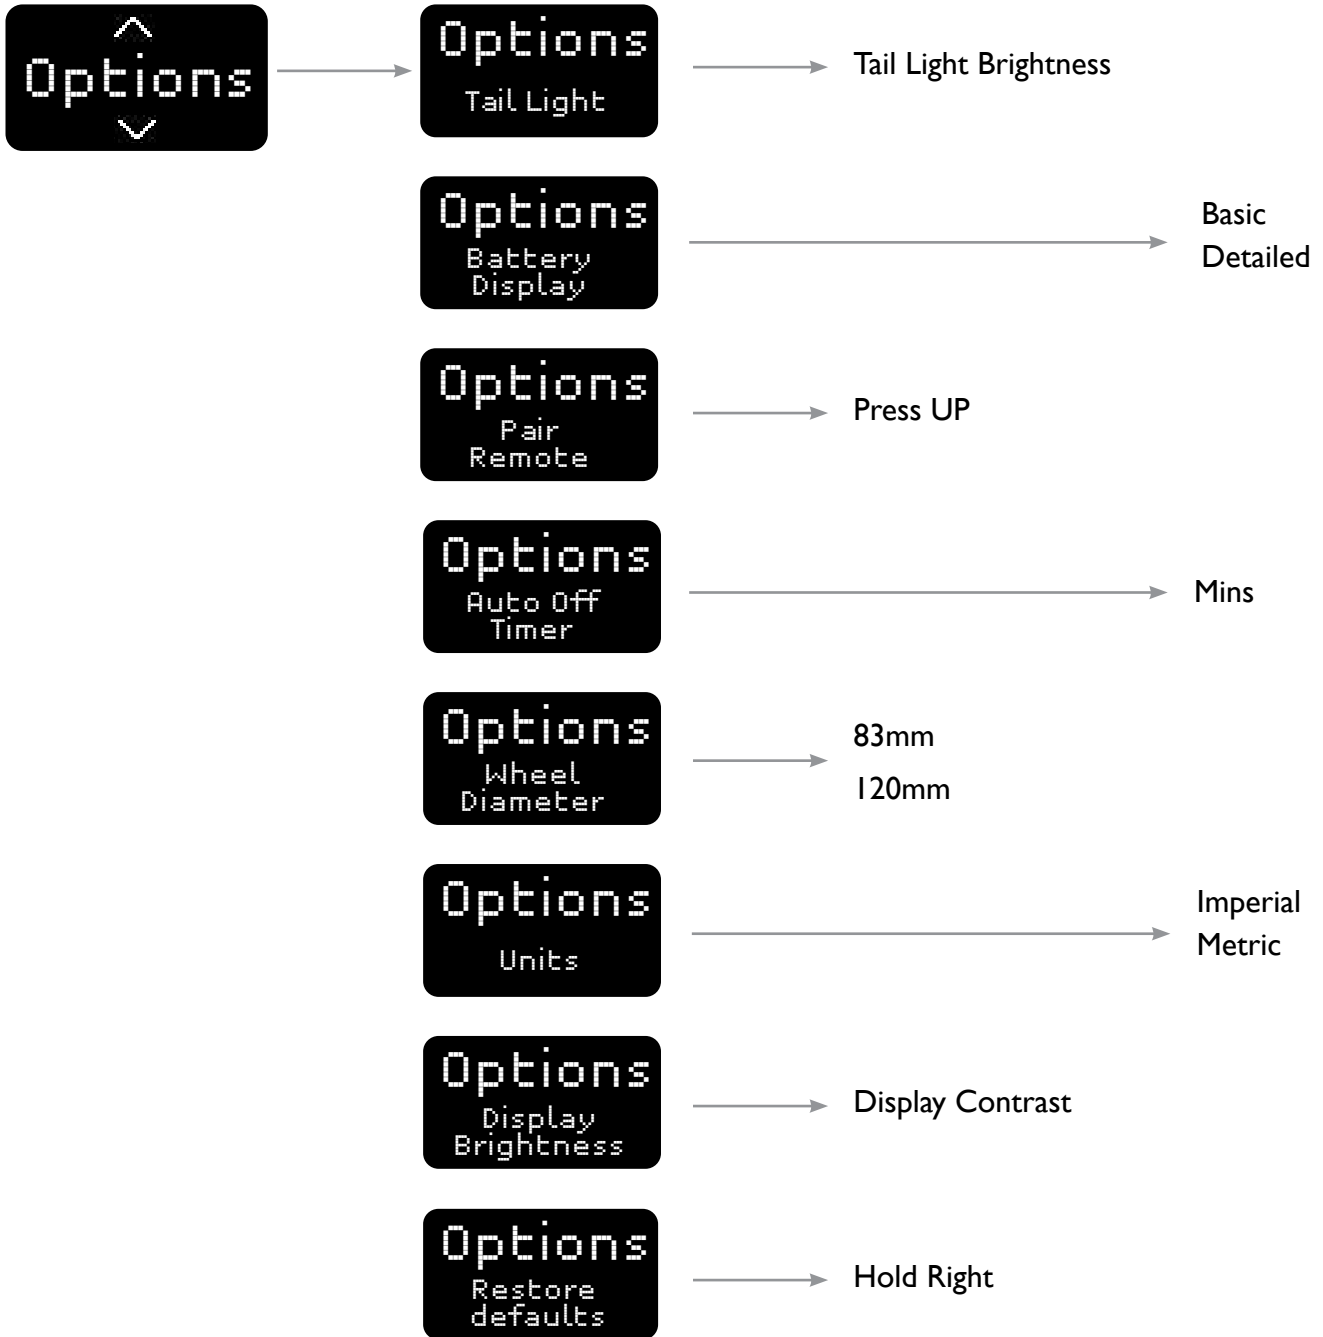 Options
Options
Tail Light
Tail Light Brightness
Options
Battery
Display
Basic
Detailed
Options
Pair
Remote
Press UP
Options
Auto Off
Timer
Mins
Options
Wheel
Diameter
83mm
120mm
Options
Units
Imperial
Metric
Options
Display
Brightness
Display Contrast
Options
Restore
defaults
Hold Right